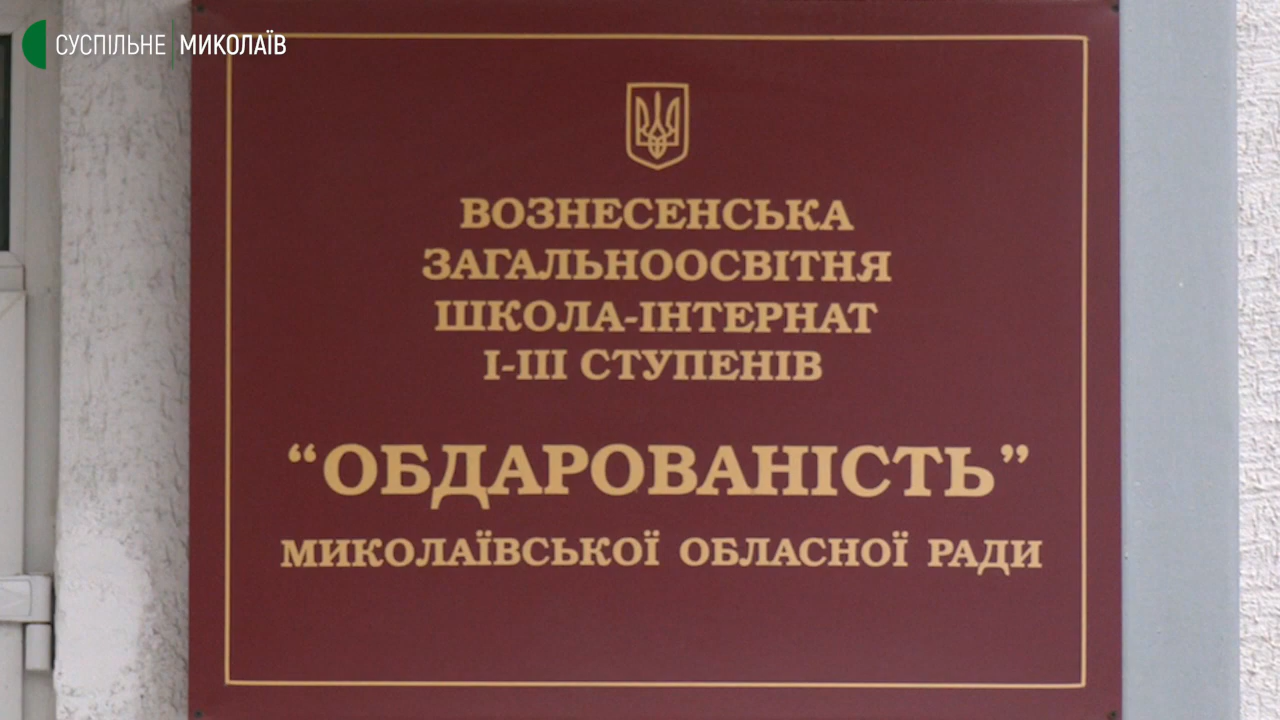 СУСПІЛЬНЕ МИКОЛАЇВ
ВОЗНЕСЕНСЬКА
ЗАГАЛЬНООСВІТНЯ
ШКОЛА-ІНТЕРНАТ
І-ІІІ СТУПЕНІВ
“ОБДАРОВАНІСТЬ”
МИКОЛАЇВСЬКОЇ ОБЛАСНОЇ РАДИ